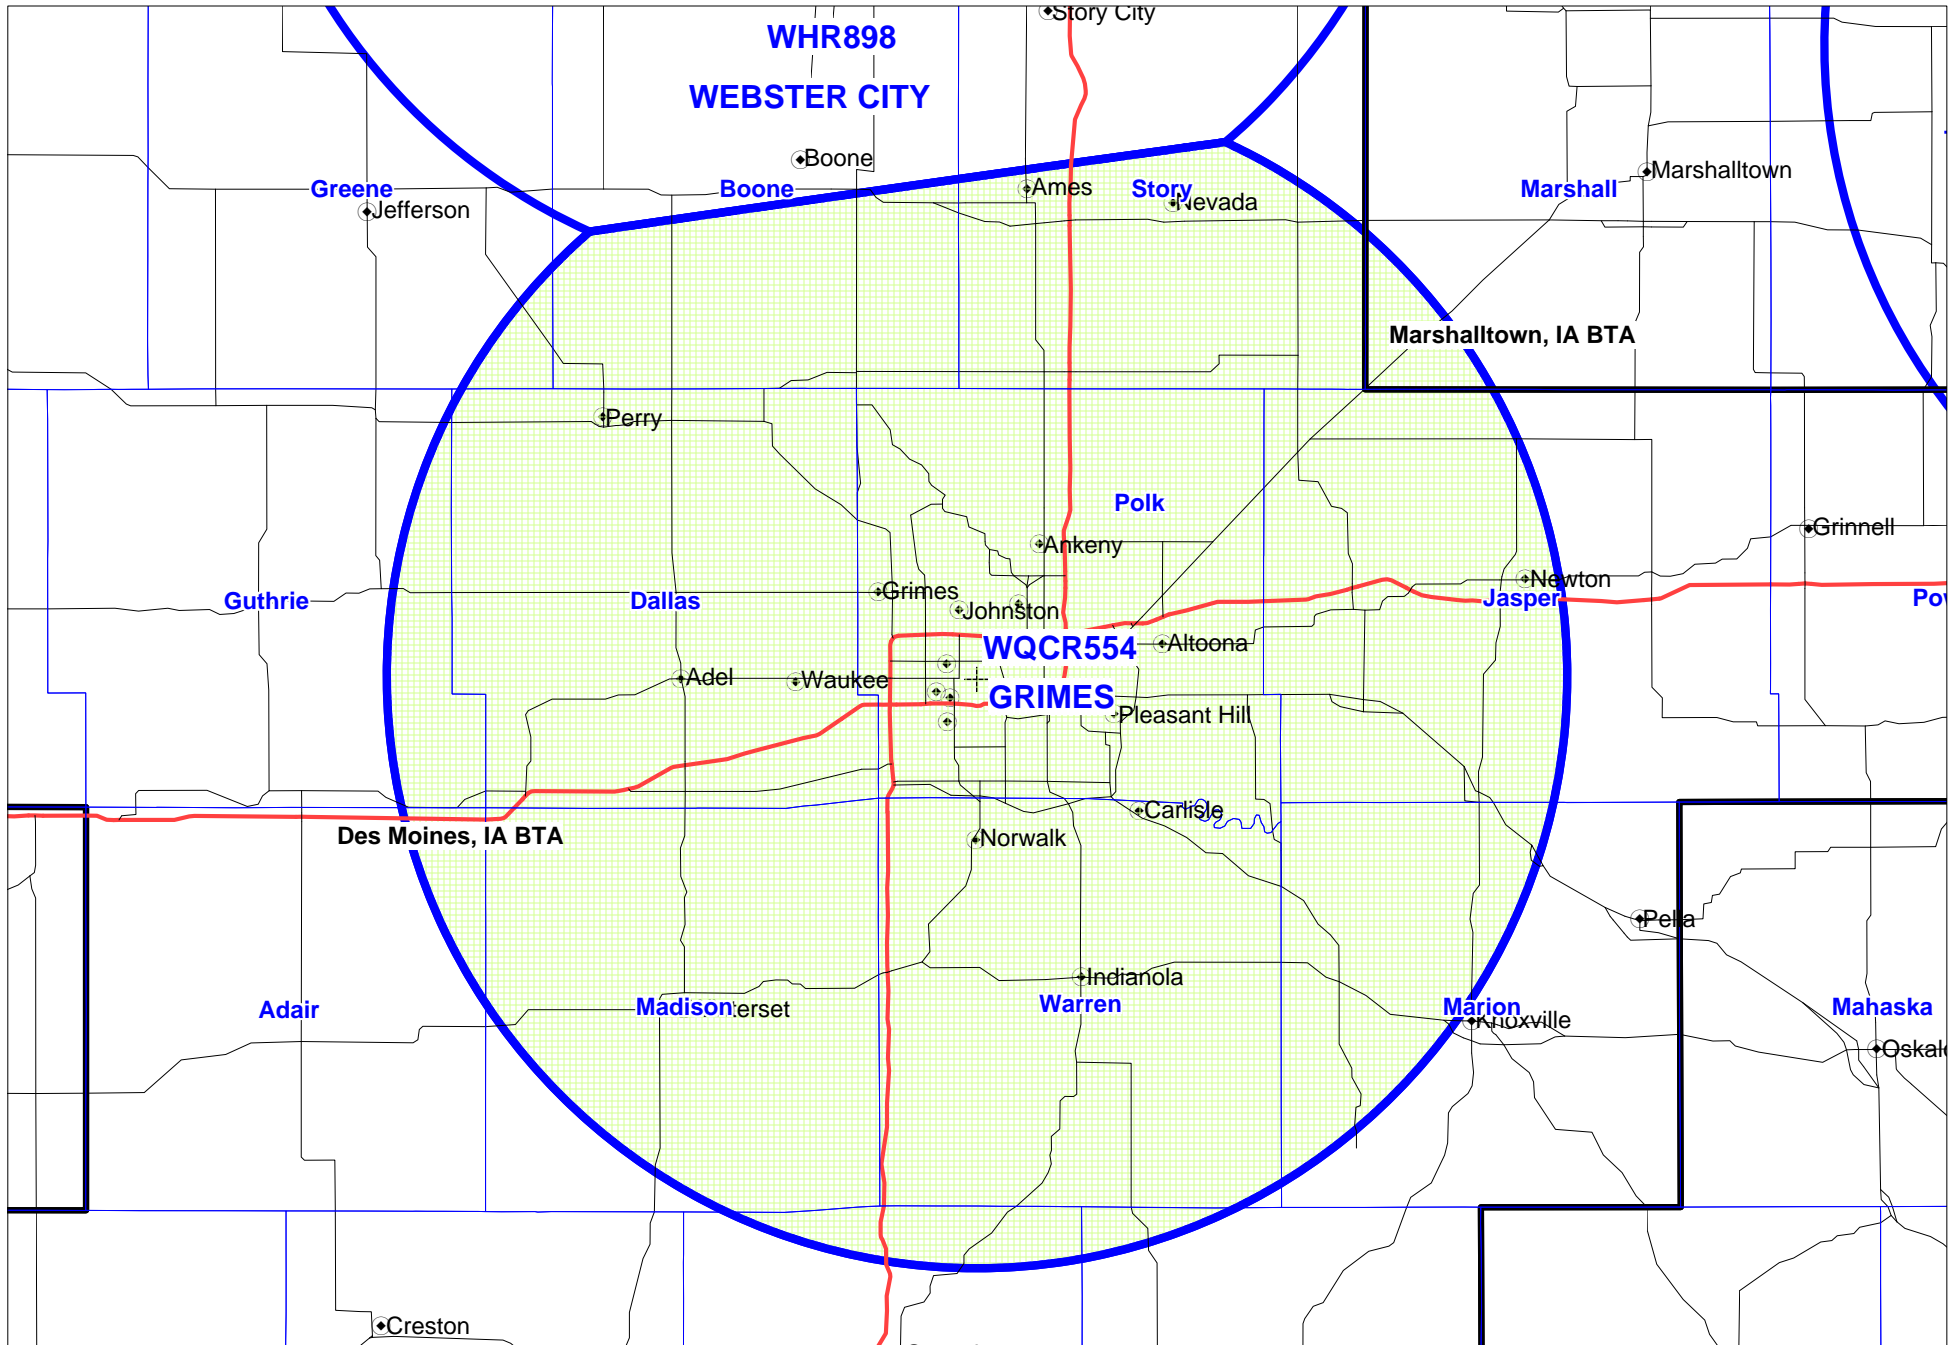 Story City
WHR898
WEBSTER CITY
Boone
Marshalltown
Greene
Boone
Ames
Story
Nevada
Marshall
Jefferson
Marshalltown, IA BTA
Perry
Polk
Ankeny
Grinnell
Newton
Grimes
Guthrie
Dallas
Johnston
Jasper
WQCR554
Altoona
Adel
Waukee
GRIMES
Pleasant Hill
Carlisle
Des Moines, IA BTA
Norwalk
Pella
Indianola
Adair
Madison
Warren
Marion
Mahaska
Knoxville
Creston